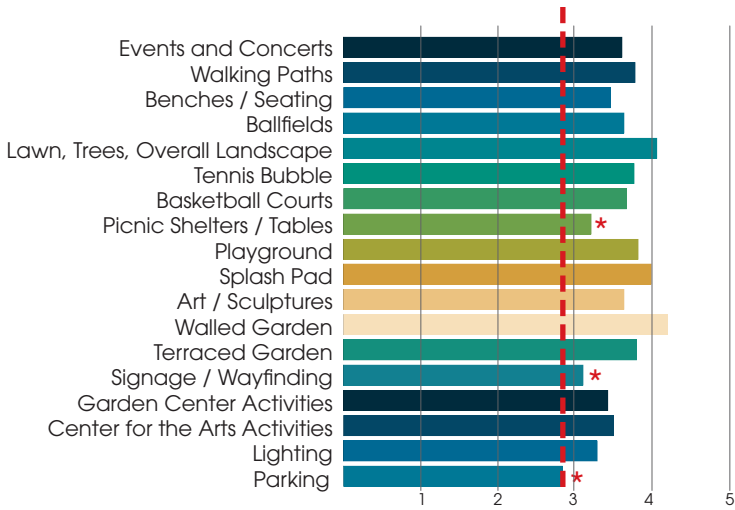 Events and Concerts
Walking Paths
Benches / Seating
Ballfields
Lawn, Trees, Overall Landscape
Tennis Bubble
Basketball Courts
Picnic Shelters / Tables *
Playground
Splash Pad
Art / Sculptures
Walled Garden
Terraced Garden
Signage / Wayfinding *
Garden Center Activities
Center for the Arts Activities
Lighting
Parking *
1 2 3 4 5